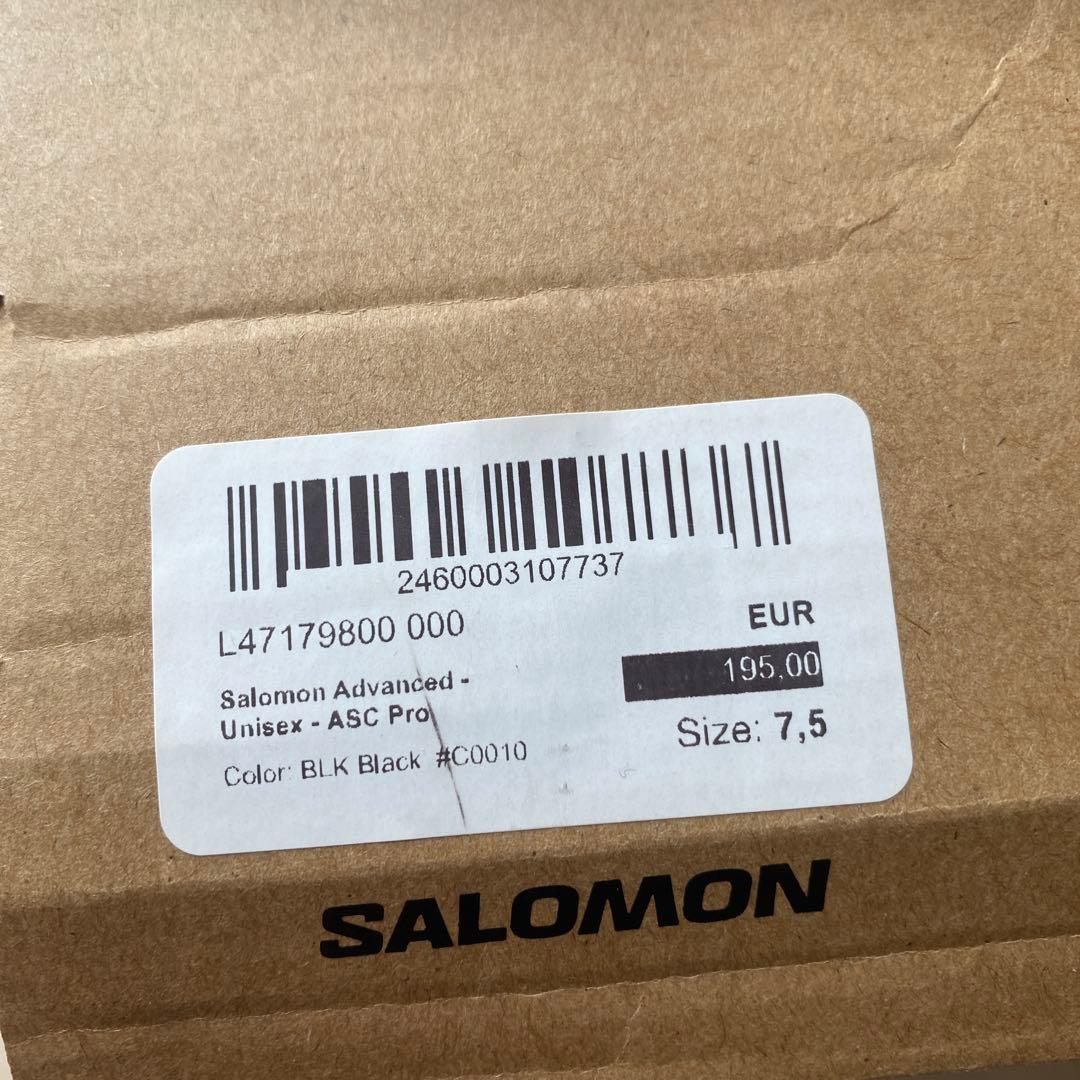 2460003107737
L47179800 000
EUR
195,00
Salomon Advanced -
Unisex - ASC Pro
Size: 7,5
Color: BLK Black #C0010
SALOMON